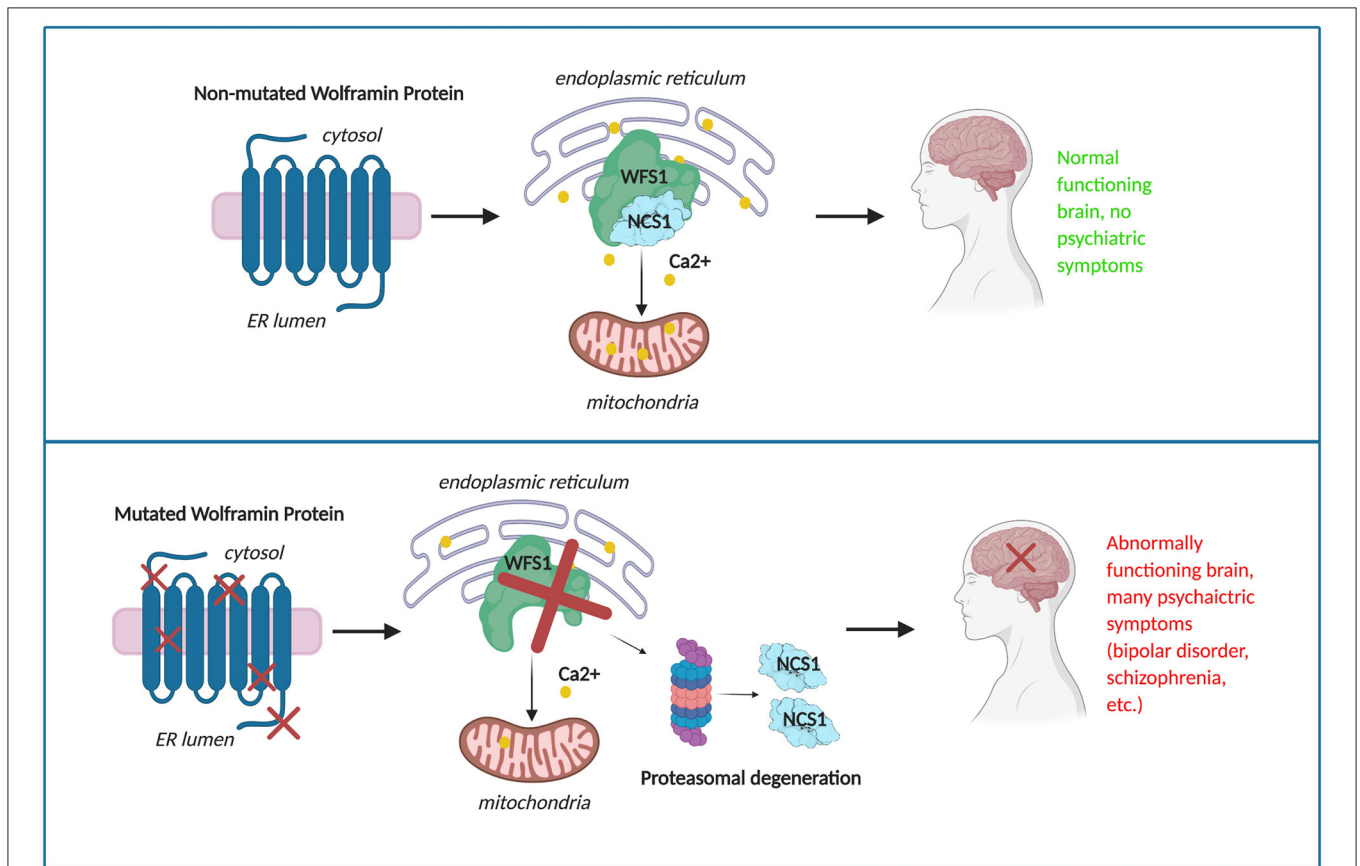 Non-mutated Wolframin Protein
cytosol
ER lumen
endoplasmic reticulum
WFS1
NCS1
Ca2+
mitochondria
Normal
functioning
brain, no
psychiatric
symptoms
Mutated Wolframin Protein
cytosol
ER lumen
endoplasmic reticulum
WFS1
Ca2+
mitochondria
NCS1
NCS1
Proteasomal degeneration
Abnormally
functioning brain,
many psychaictric
symptoms
(bipolar disorder,
schizophrenia,
etc.)